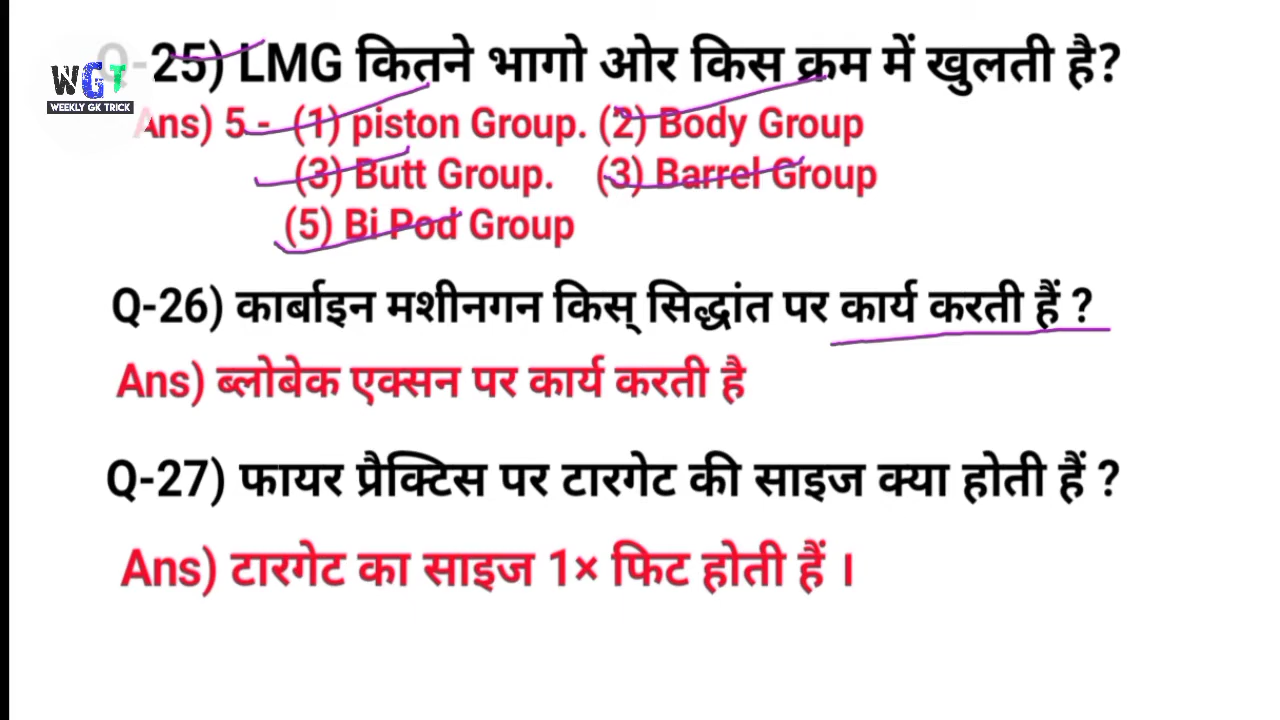 Q-25) LMG कितने भागो ओर किस क्रम में खुलती है?
WGT
WEEKLY GK TRICK
Ans) 5 - (1) piston Group. (2) Body Group
(3) Butt Group. (3) Barrel Group
(5) Bi Pod Group
Q-26) कार्बाइन मशीनगन किस् सिद्धांत पर कार्य करती हैं ?
Ans) ब्लोबेक एक्सन पर कार्य करती है
Q-27) फायर प्रैक्टिस पर टारगेट की साइज क्या होती हैं ?
Ans) टारगेट का साइज 1× फिट होती हैं ।